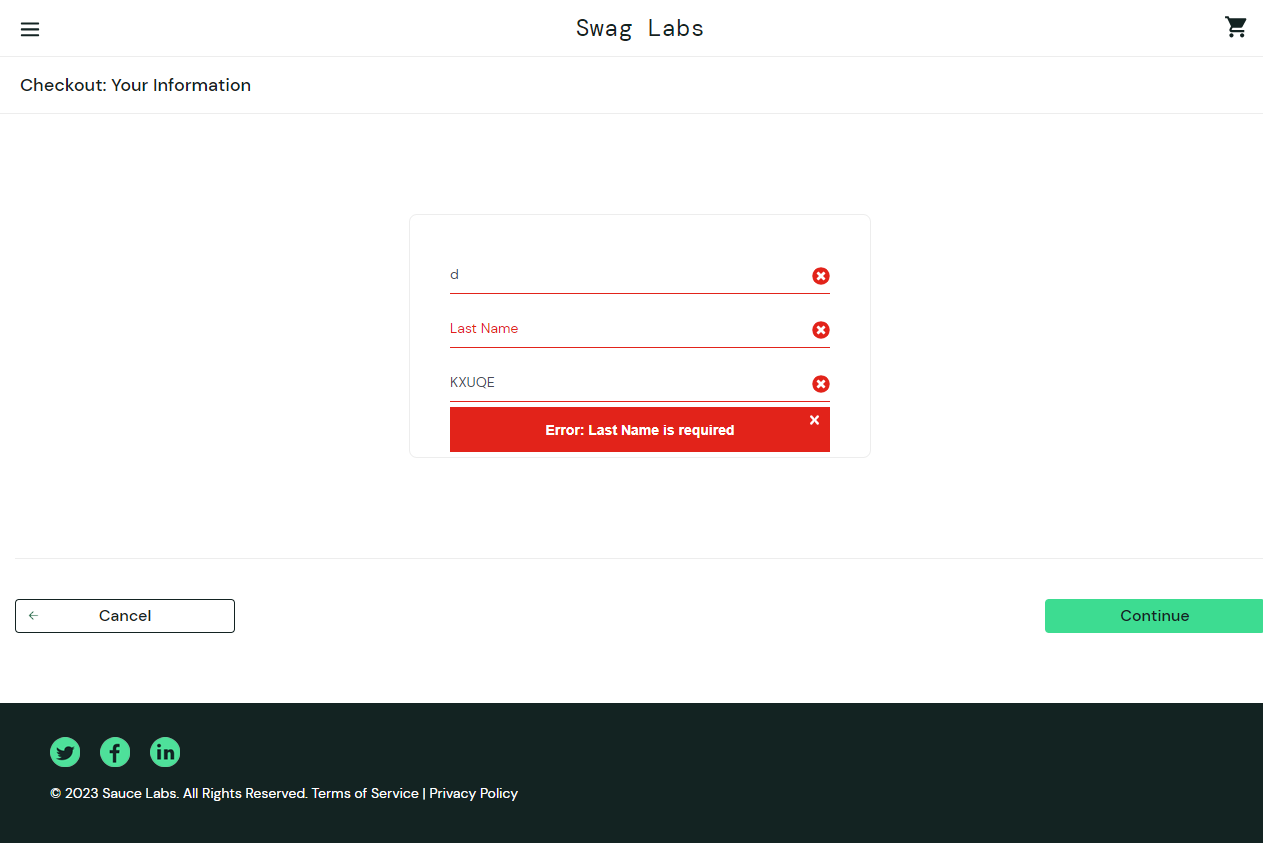 Swag Labs
Checkout: Your Information
d
Last Name
KXUQE
Error: Last Name is required
Cancel
Continue
© 2023 Sauce Labs. All Rights Reserved. Terms of Service | Privacy Policy